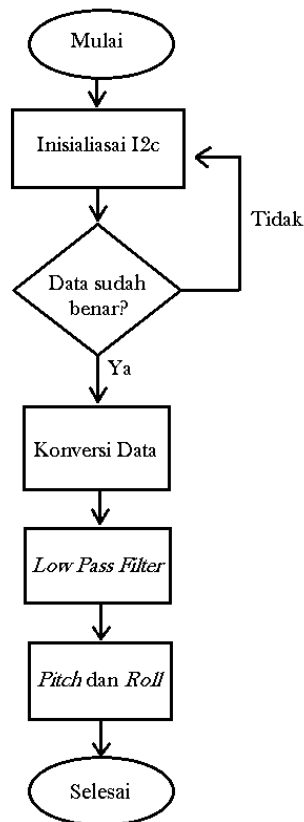 Mulai
Inisialiasai I2c
Tidak
Data sudah
benar?
Ya
Konversi Data
Low Pass Filter
Pitch dan Roll
Selesai